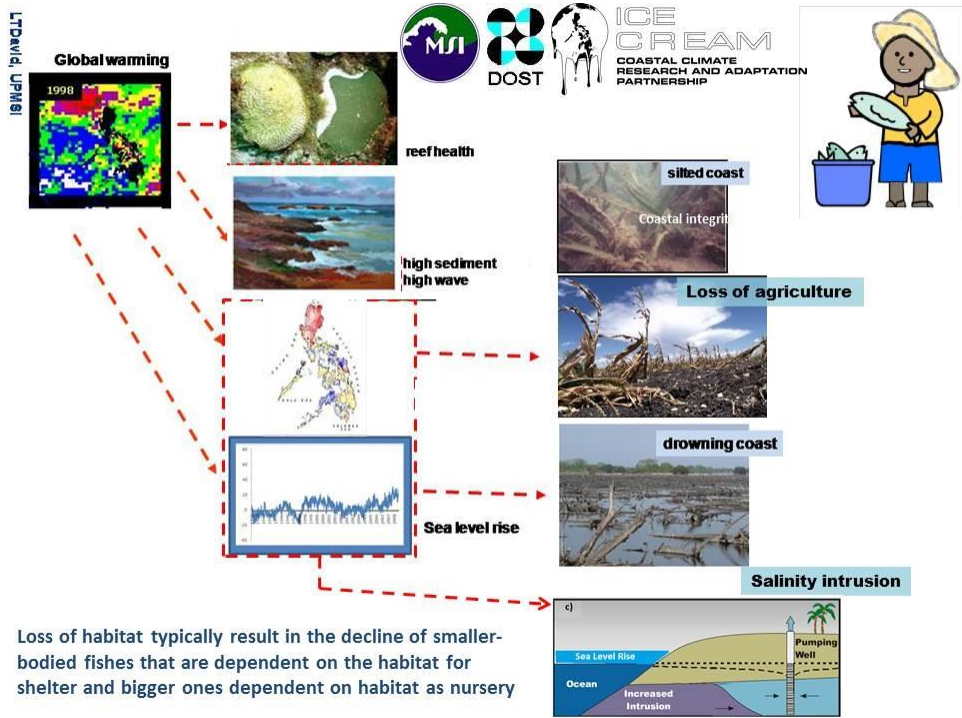 LTDavid, UPMSI
Global warming
1998
MSI
DOST
ICE
CREAM
COASTAL CLIMATE
RESEARCH AND ADAPTATION
PARTNERSHIP
reef health
silted coast
Coastal integrit
high sediment
high wave
Loss of agriculture
drowning coast
Sea level rise
Salinity intrusion
c)
Sea Level Rise
Pumping
Well
Ocean
Increased
Intrusion
Loss of habitat typically result in the decline of smaller-
bodied fishes that are dependent on the habitat for
shelter and bigger ones dependent on habitat as nursery